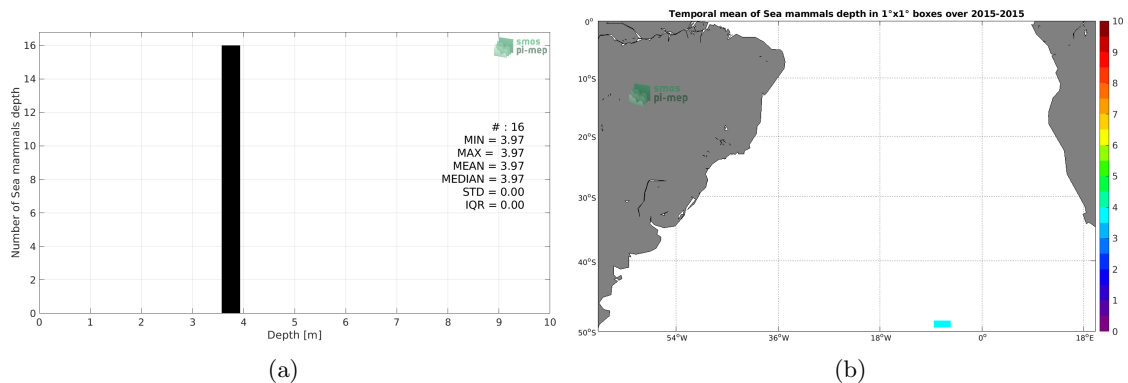 smos
pi-mep
Number of Sea mammals depth
16
14
12
10
8
6
4
2
0
# : 16
MIN = 3.97
MAX = 3.97
MEAN = 3.97
MEDIAN = 3.97
STD = 0.00
IQR = 0.00
0 1 2 3 4 5 6 7 8 9 10
Depth [m]
(a)
Temporal mean of Sea mammals depth in 1°x1° boxes over 2015-2015
smos
pi-mep
0°
10°S
20°S
30°S
40°S
50°S
54°W 36°W 18°W 0° 18°E
10
9
8
7
6
5
4
3
2
1
0
(b)